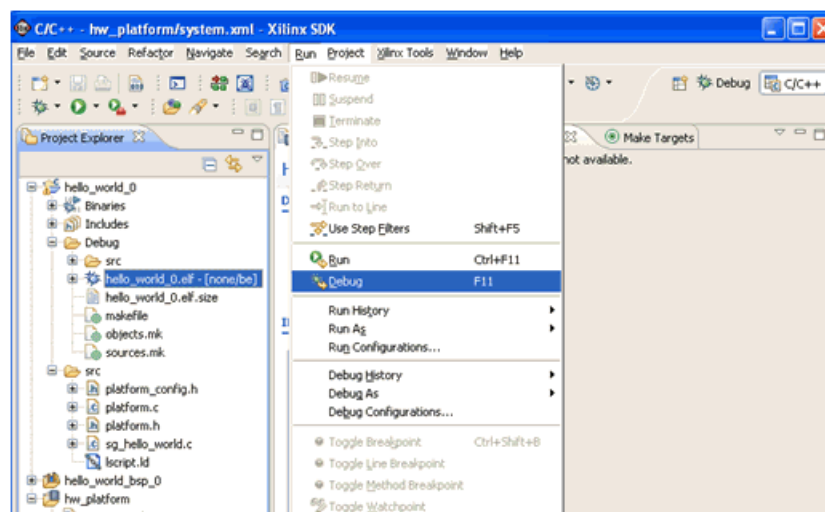 C/C++ - hw_platform/system.xml - Xilinx SDK
File Edit Source Refactor Navigate Search Run Project Xilinx Tools Window Help
Debug C/C++
Project Explorer
Make Targets
not available.
hello_world_0
Binaries
Includes
Debug
src
hello_world_0.elf - [none/be]
hello_world_0.elf.size
makefile
objects.mk
sources.mk
src
platform_config.h
platform.c
platform.h
sg_hello_world.c
lscript.ld
hello_world_bsp_0
hw_platform
Resume
Suspend
Terminate
Step Into
Step Over
Step Return
Run to Line
Use Step Filters Shift+F5
Run Ctrl+F11
Debug F11
Run History
Run As
Run Configurations...
Debug History
Debug As
Debug Configurations...
Toggle Breakpoint Ctrl+Shift+B
Toggle Line Breakpoint
Toggle Method Breakpoint
Toggle Watchpoint